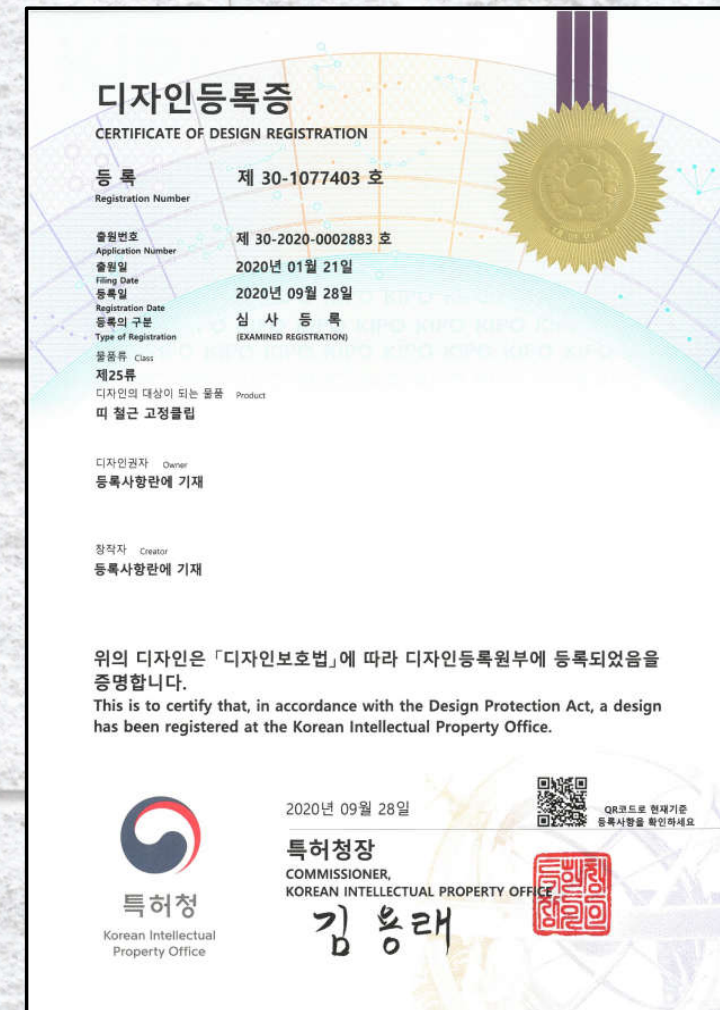 디자인등록증
CERTIFICATE OF DESIGN REGISTRATION
등 록 제 30-1077403 호
Registration Number
출원번호 제 30-2020-0002883 호
Application Number
출원일 2020년 01월 21일
Filing Date
등록일 2020년 09월 28일
Registration Date
등록의 구분 심 사 등 록
Type of Registration (EXAMINED REGISTRATION)
물품류 Class
제25류
디자인의 대상이 되는 물품 Product
띠 철근 고정클립
디자인권자 Owner
등록사항란에 기재
창작자 Creator
등록사항란에 기재
위의 디자인은 「디자인보호법」에 따라 디자인등록원부에 등록되었음을
증명합니다.
This is to certify that, in accordance with the Design Protection Act, a design
has been registered at the Korean Intellectual Property Office.
2020년 09월 28일
QR코드로 현재기준
등록사항을 확인하세요
특허청장
COMMISSIONER,
KOREAN INTELLECTUAL PROPERTY OFFICE
김용래
특허청
Korean Intellectual
Property Office